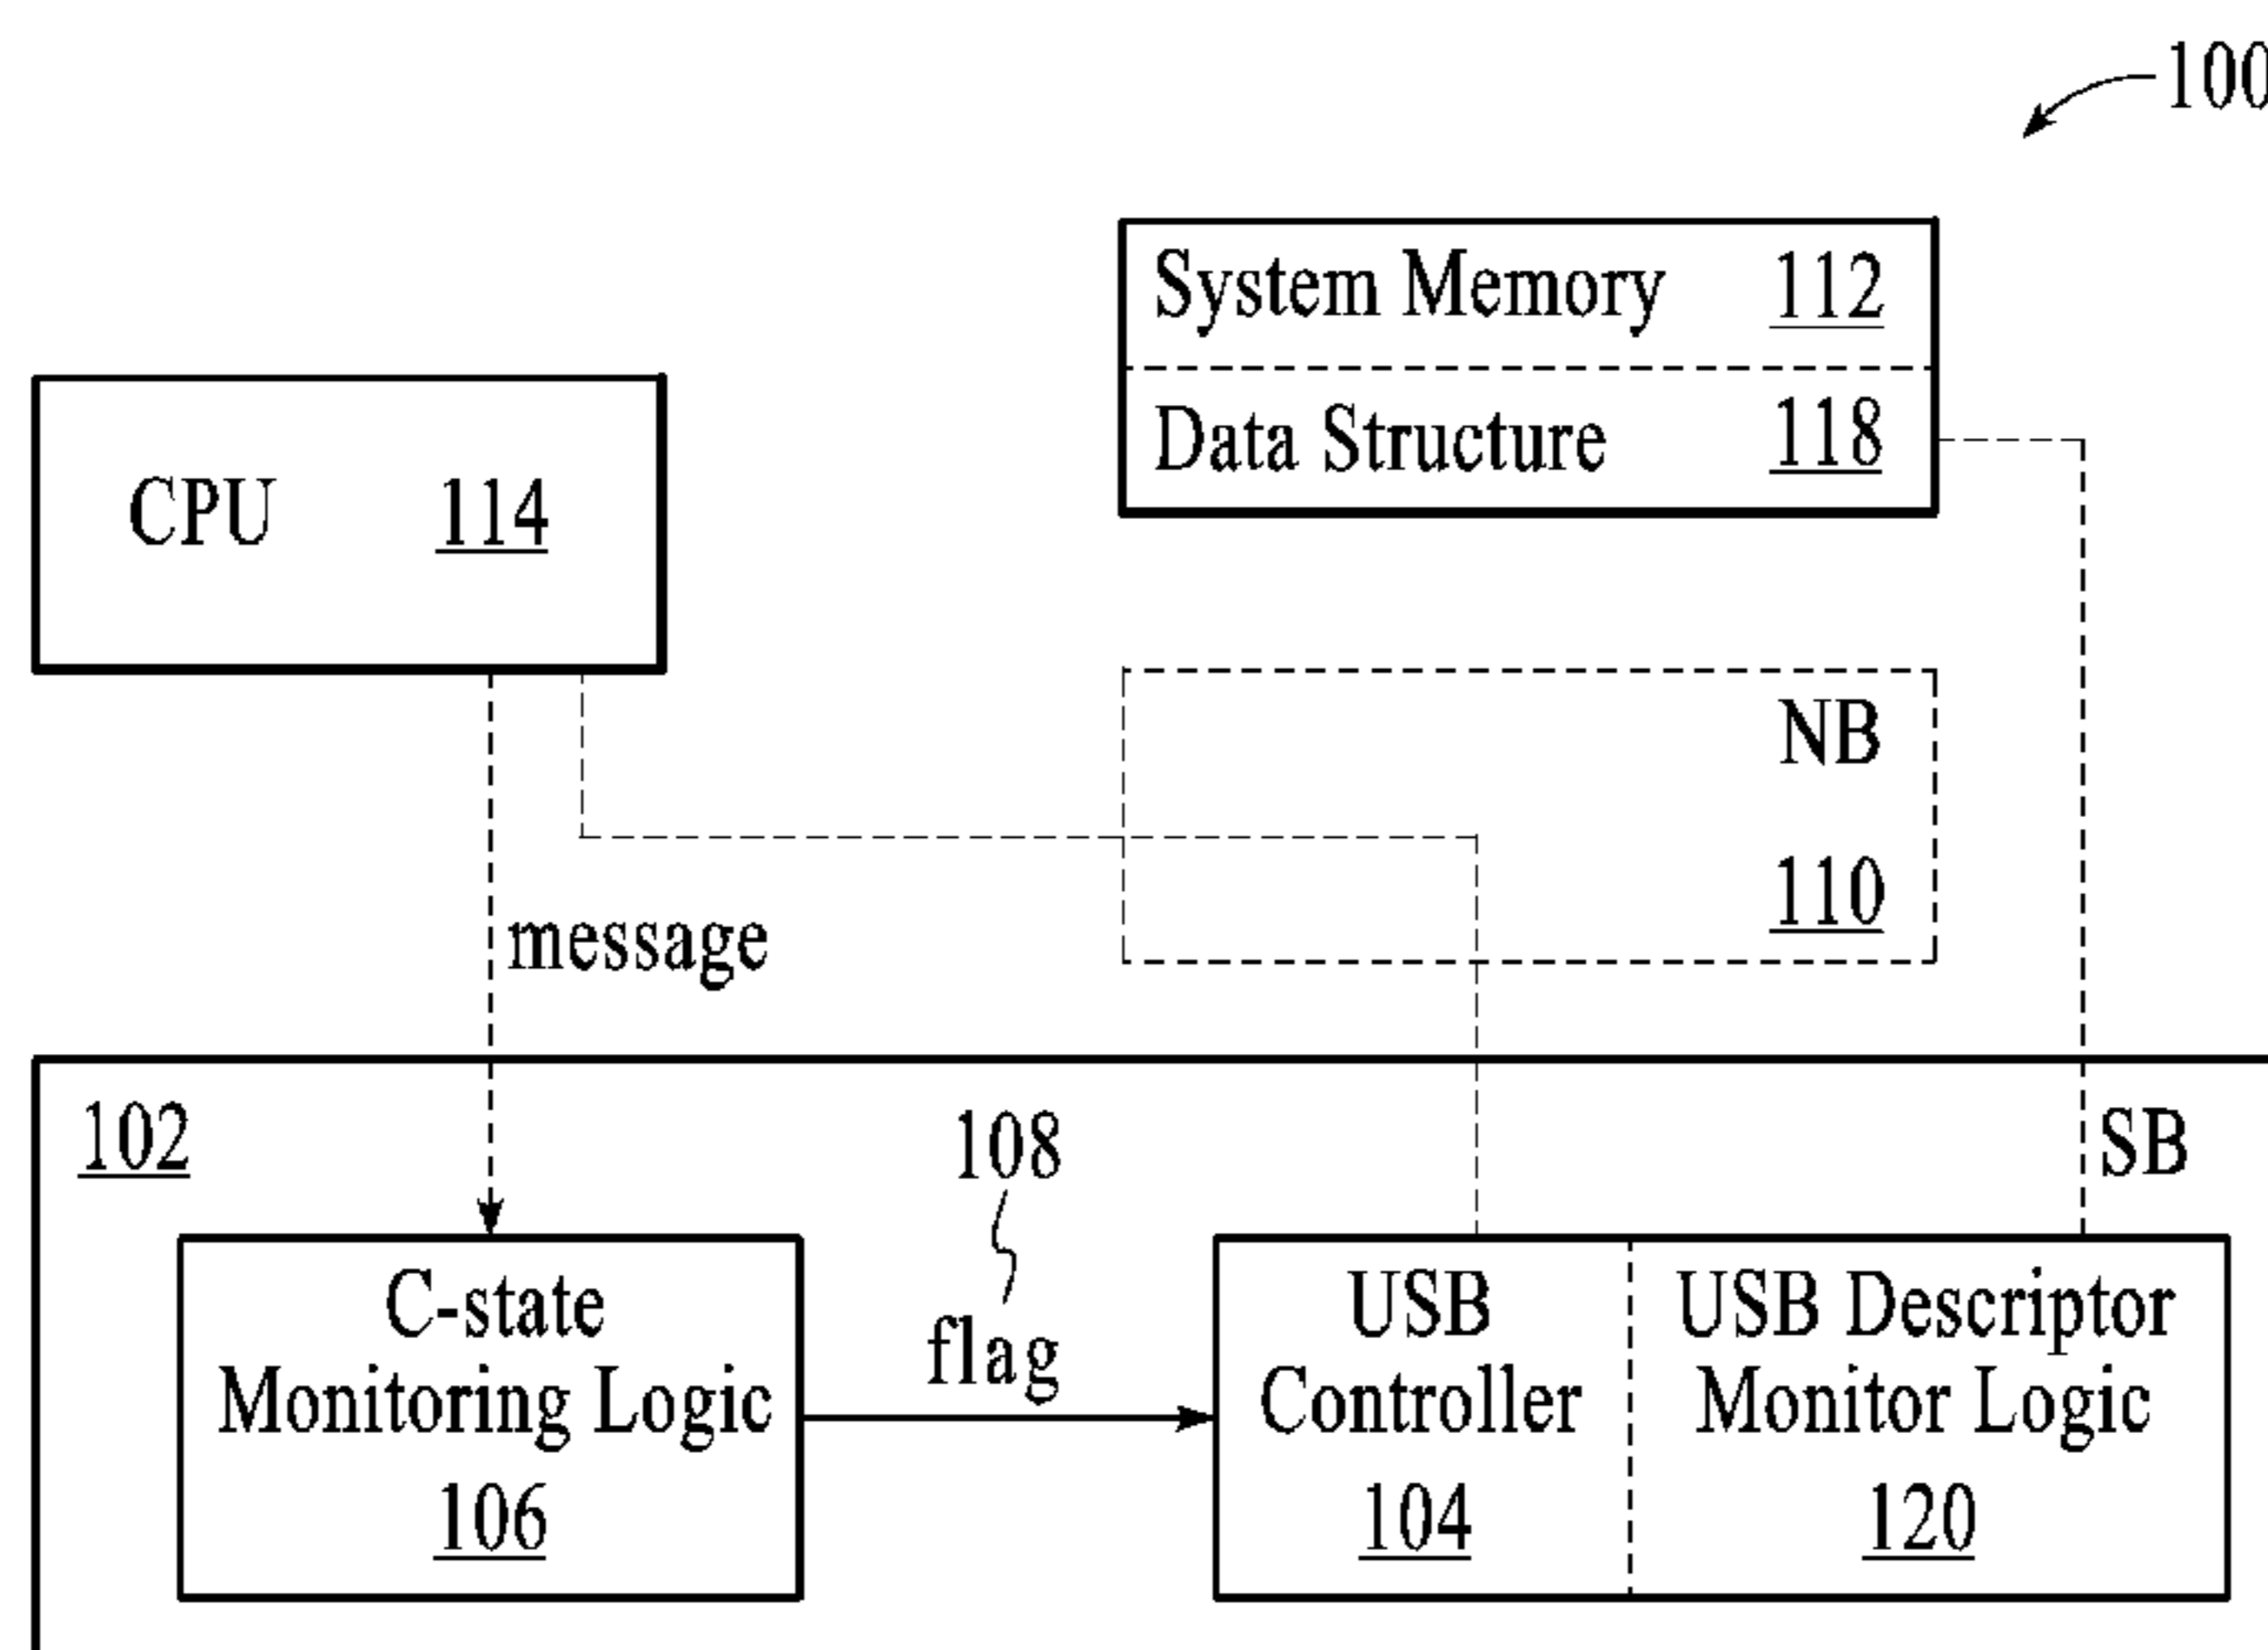 100
System Memory 112
Data Structure 118
CPU 114
NB
110
message
102
108
SB
C-state
Monitoring Logic
106
flag
USB
Controller
104
USB Descriptor
Monitor Logic
120